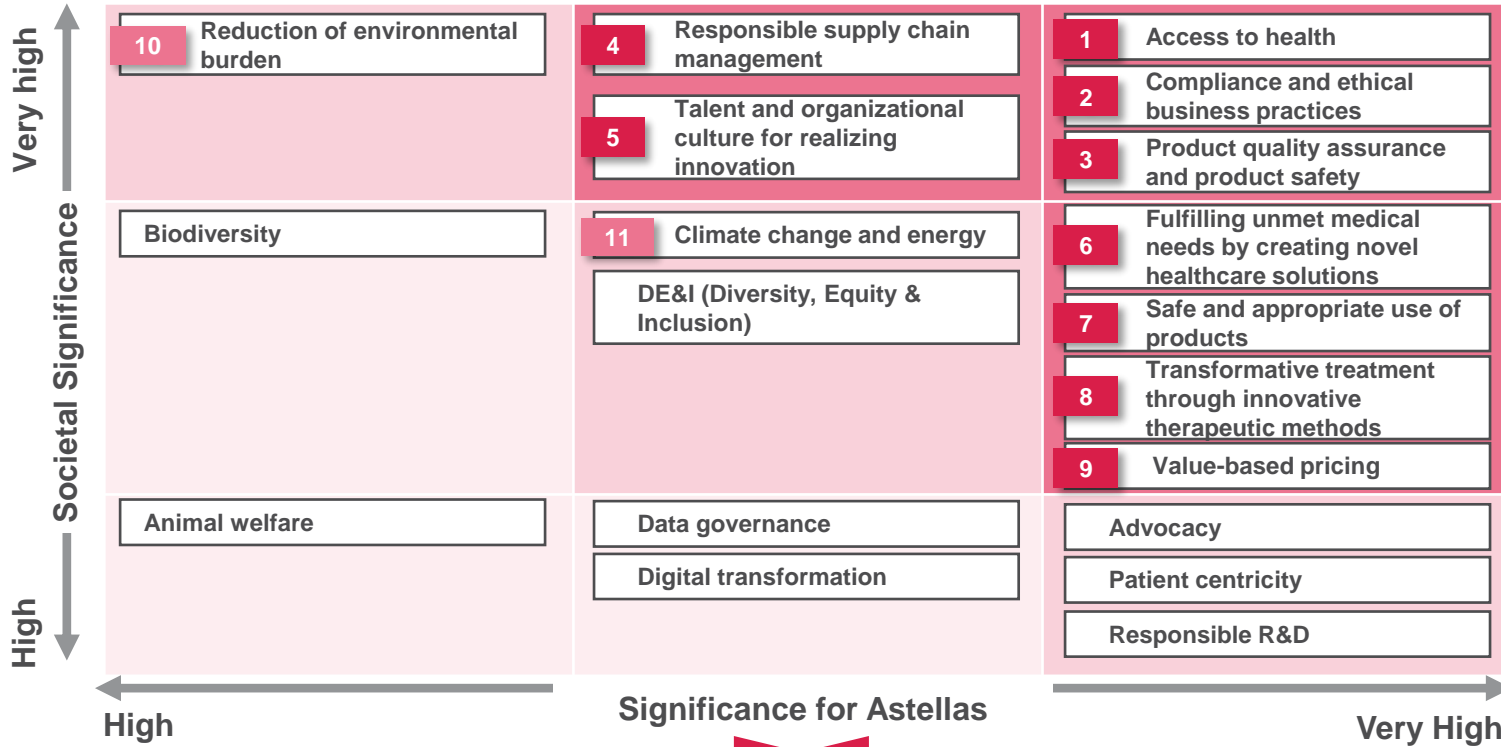 Very high
Societal Significance
High
10
Reduction of environmental
burden
4
Responsible supply chain
management
5
Talent and organizational
culture for realizing
innovation
1
Access to health
2
Compliance and ethical
business practices
3
Product quality assurance
and product safety
Biodiversity
11
Climate change and energy
DE&I (Diversity, Equity &
Inclusion)
6
Fulfilling unmet medical
needs by creating novel
healthcare solutions
7
Safe and appropriate use of
products
8
Transformative treatment
through innovative
therapeutic methods
9
Value-based pricing
Animal welfare
Data governance
Digital transformation
Advocacy
Patient centricity
Responsible R&D
High
Significance for Astellas
Very High